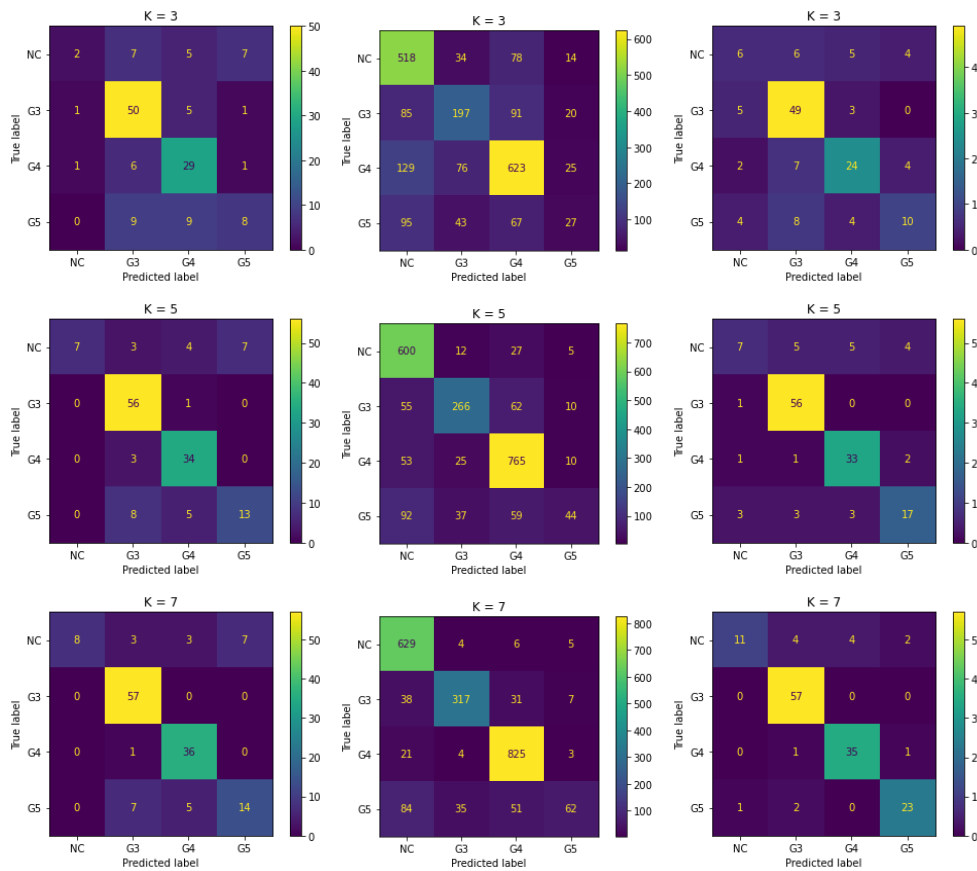 K = 3
NC 2 7 5 7
G3 1 50 5 1
G4 1 6 29 1
G5 0 9 9 8
NC G3 G4 G5
Predicted label
True label
50
40
30
20
10
0
K = 3
NC 518 34 78 14
G3 85 197 91 20
G4 129 76 623 25
G5 95 43 67 27
NC G3 G4 G5
Predicted label
True label
600
500
400
300
200
100
K = 3
NC 6 6 5 4
G3 5 49 3 0
G4 2 7 24 4
G5 4 8 4 10
NC G3 G4 G5
Predicted label
True label
4
3
2
1
0
K = 5
NC 7 3 4 7
G3 0 56 1 0
G4 0 3 34 0
G5 0 8 5 13
NC G3 G4 G5
Predicted label
True label
50
40
30
20
10
0
K = 5
NC 600 12 27 5
G3 55 266 62 10
G4 53 25 765 10
G5 92 37 59 44
NC G3 G4 G5
Predicted label
True label
700
600
500
400
300
200
100
K = 5
NC 7 5 5 4
G3 1 56 0 0
G4 1 1 33 2
G5 3 3 3 17
NC G3 G4 G5
Predicted label
True label
5
4
3
2
1
0
K = 7
NC 8 3 3 7
G3 0 57 0 0
G4 0 1 36 0
G5 0 7 5 14
NC G3 G4 G5
Predicted label
True label
50
40
30
20
10
0
K = 7
NC 629 4 6 5
G3 38 317 31 7
G4 21 4 825 3
G5 84 35 51 62
NC G3 G4 G5
Predicted label
True label
800
700
600
500
400
300
200
100
K = 7
NC 11 4 4 2
G3 0 57 0 0
G4 0 1 35 1
G5 1 2 0 23
NC G3 G4 G5
Predicted label
True label
5
4
3
2
1
0